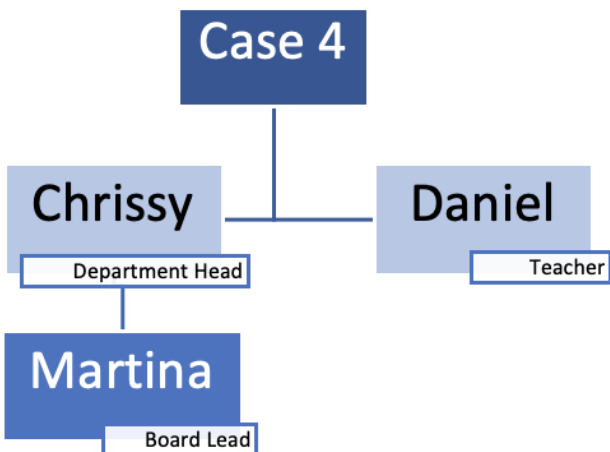 Case 4
Chrissy
Daniel
Department Head
Teacher
Martina
Board Lead